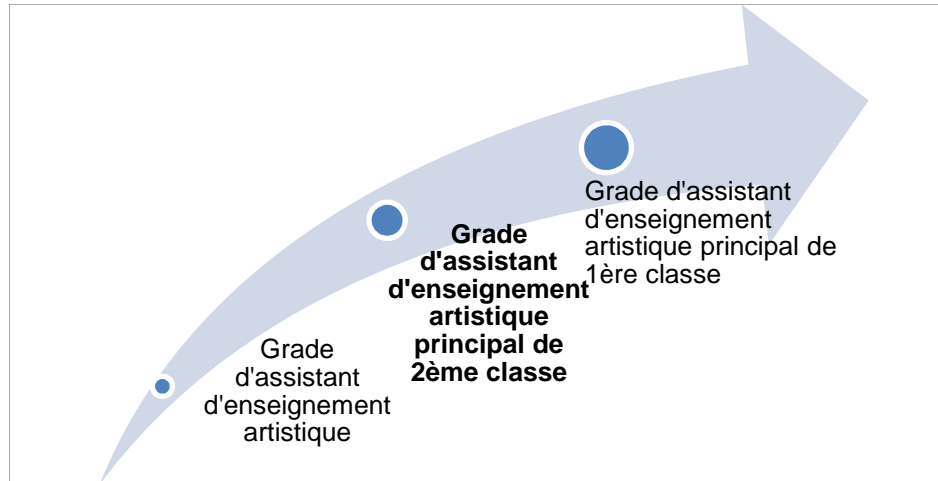 Grade
d'assistant
d'enseignement
artistique
Grade
d'assistant
d'enseignement
artistique
principal de
2ème classe
Grade d'assistant
d'enseignement
artistique principal de
1ère classe